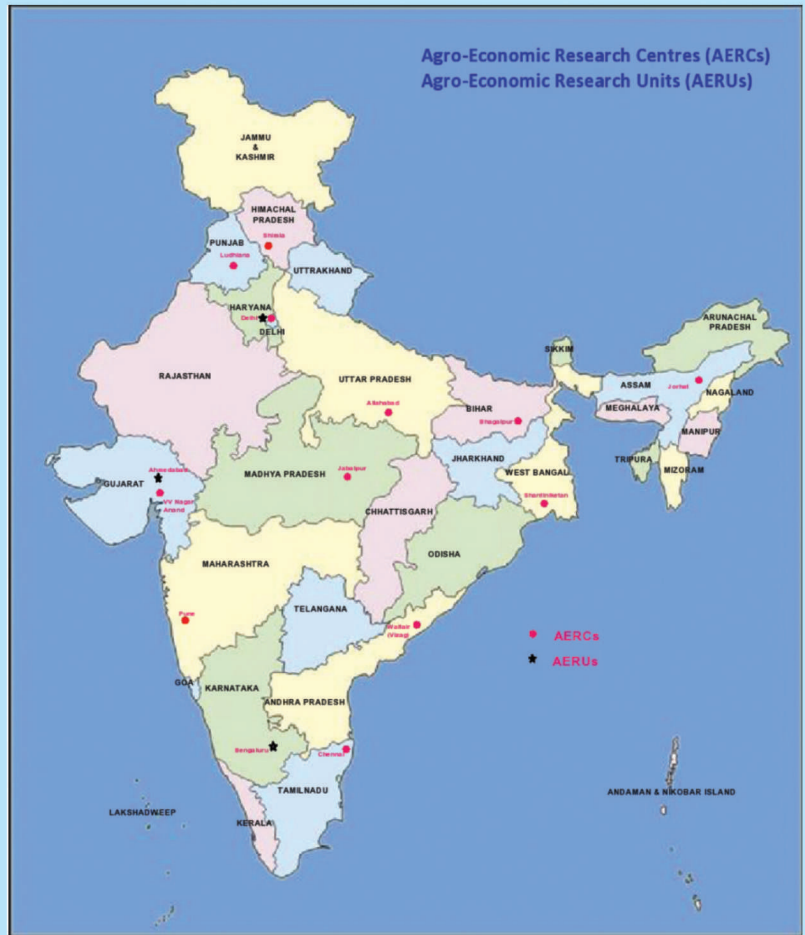 Agro-Economic Research Centres (AERCs)
Agro-Economic Research Units (AERUs)
JAMMU
&
KASHMIR
HIMACHAL
PRADESH
Shimla
PUNJAB
Ludhiana
UTTRAKHAND
HARYANA
Delhi
DELHI
ARUNACHAL
PRADESH
SIKKIM
RAJASTHAN
UTTAR PRADESH
Allahabad
BIHAR
Bhagalpur
ASSAM
Jorhat
NAGALAND
MEGHALAYA
MANIPUR
TRIPURA
MIZORAM
GUJARAT
Ahmedabad
VV Nagar
Anand
MADHYA PRADESH
Jabalpur
JHARKHAND
WEST BANGAL
Shantiniketan
CHHATTISGARH
ODISHA
MAHARASHTRA
Pune
TELANGANA
Waltair
(Vizag)
AERCs
AERUs
GOA
KARNATAKA
ANDHRA PRADESH
Bengaluru
Chennai
TAMILNADU
KERALA
LAKSHADWEEP
ANDAMAN & NIKOBAR ISLAND